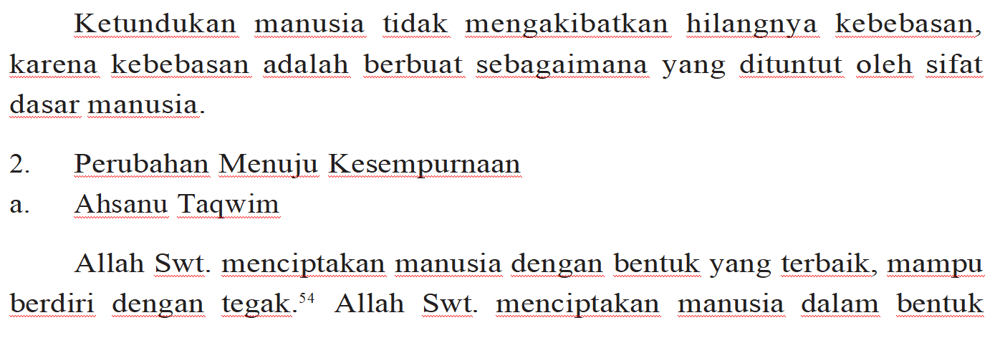 Ketundukan manusia tidak mengakibatkan hilangnya kebebasan,
karena kebebasan adalah berbuat sebagaimana yang dituntut oleh sifat
dasar manusia.
2. Perubahan Menuju Kesempurnaan
a. Ahsanu Taqwim
Allah Swt. menciptakan manusia dengan bentuk yang terbaik, mampu
berdiri dengan tegak.54 Allah Swt. menciptakan manusia dalam bentuk